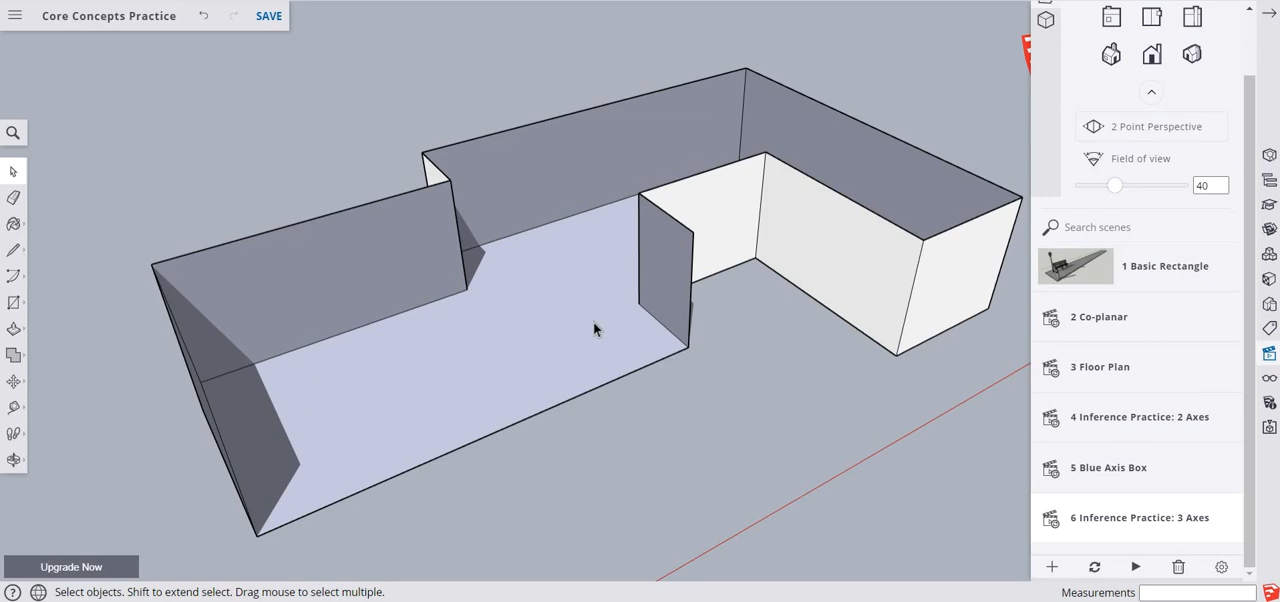 Core Concepts Practice
SAVE
2 Point Perspective
Field of view
40
Search scenes
1 Basic Rectangle
2 Co-planar
3 Floor Plan
4 Inference Practice: 2 Axes
5 Blue Axis Box
6 Inference Practice: 3 Axes
Upgrade Now
Select objects. Shift to extend select. Drag mouse to select multiple.
Measurements